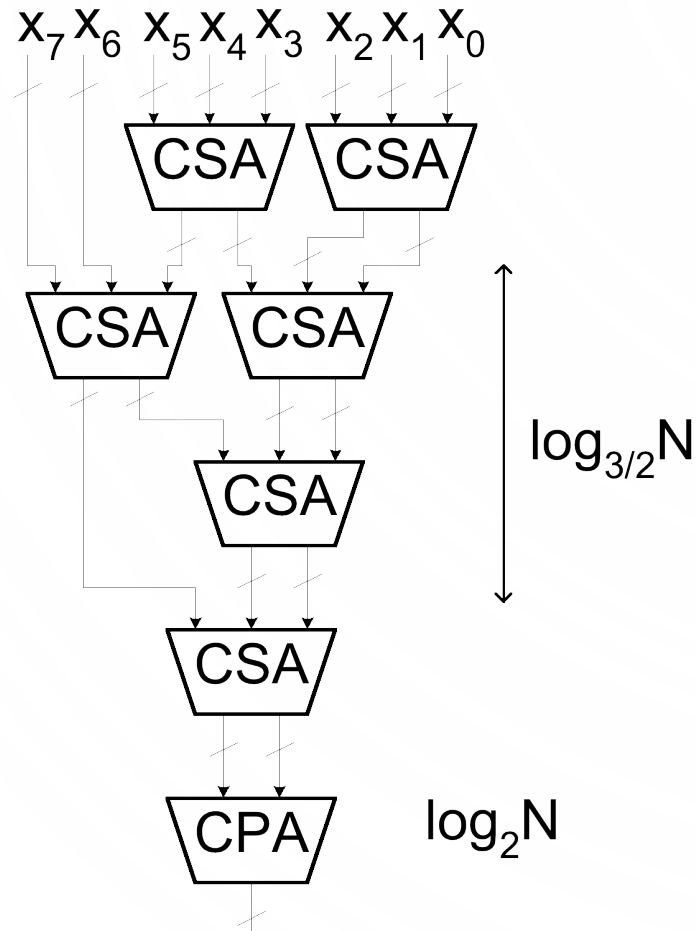 x₇ x₆ x₅ x₄ x₃ x₂ x₁ x₀
CSA CSA
CSA CSA
log₃/₂N
CSA
CSA
CPA log₂N